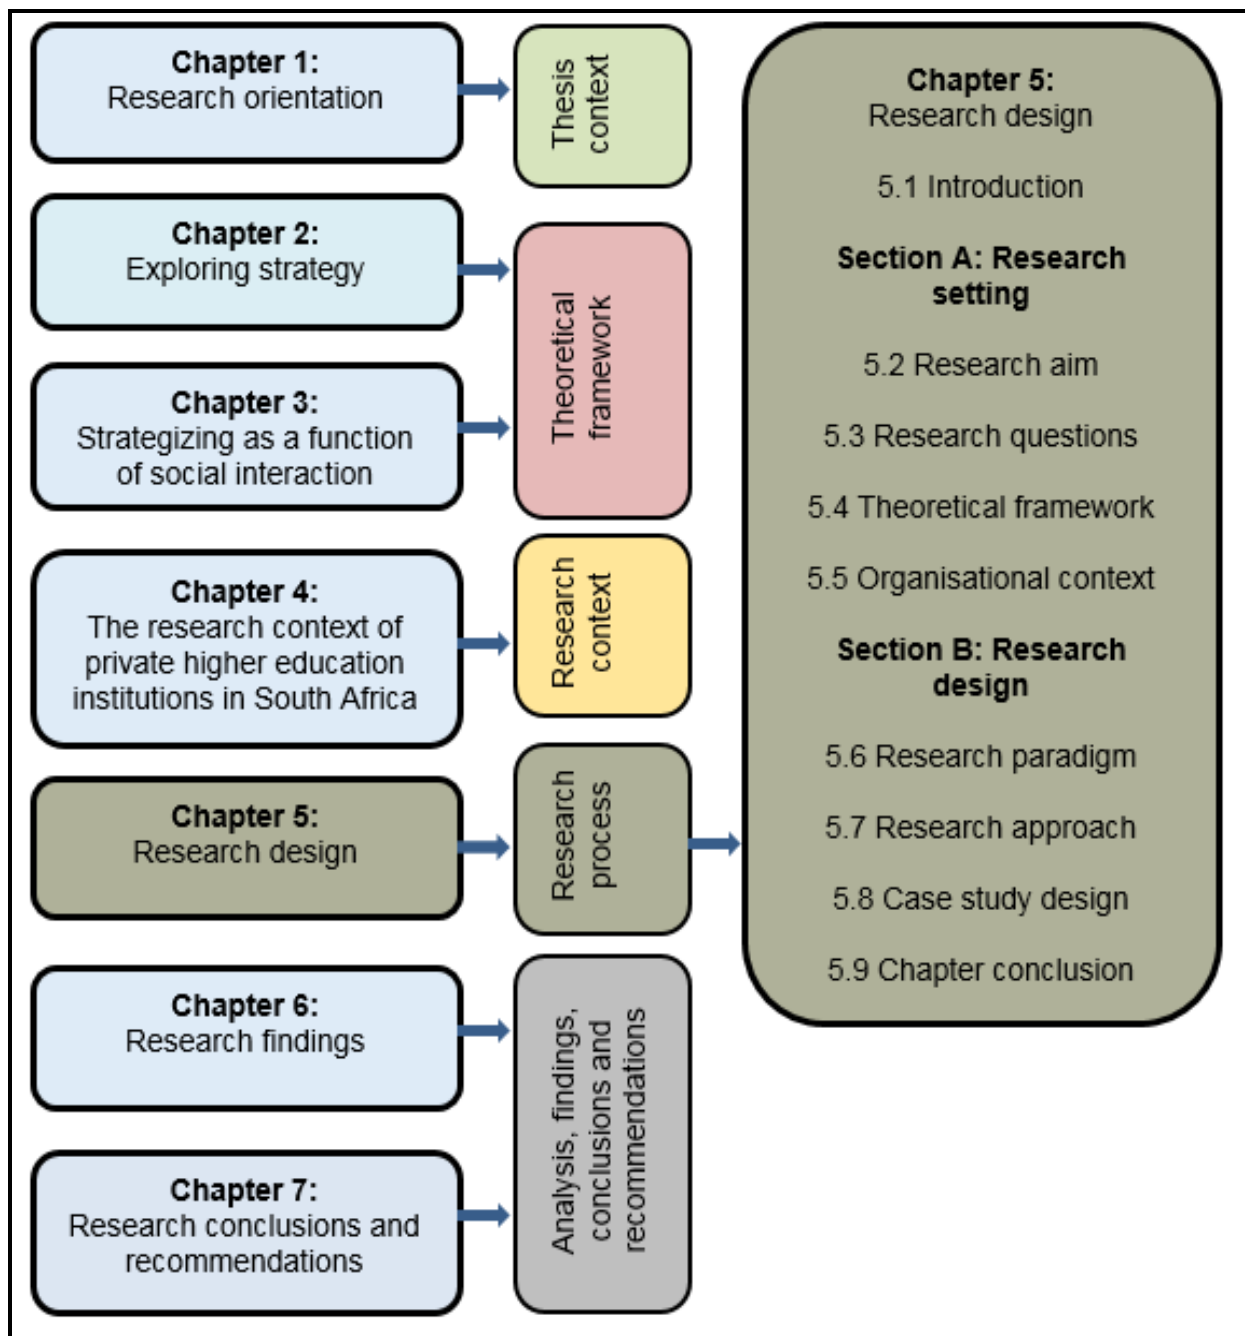 Chapter 1:
Research orientation
Thesis
context
Chapter 2:
Exploring strategy
Chapter 3:
Strategizing as a function
of social interaction
Theoretical
framework
Chapter 4:
The research context of
private higher education
institutions in South Africa
Research
context
Chapter 5:
Research design
Research
process
Chapter 6:
Research findings
Chapter 7:
Research conclusions and
recommendations
Analysis, findings,
conclusions and
recommendations
Chapter 5:
Research design
5.1 Introduction
Section A: Research
setting
5.2 Research aim
5.3 Research questions
5.4 Theoretical framework
5.5 Organisational context
Section B: Research
design
5.6 Research paradigm
5.7 Research approach
5.8 Case study design
5.9 Chapter conclusion